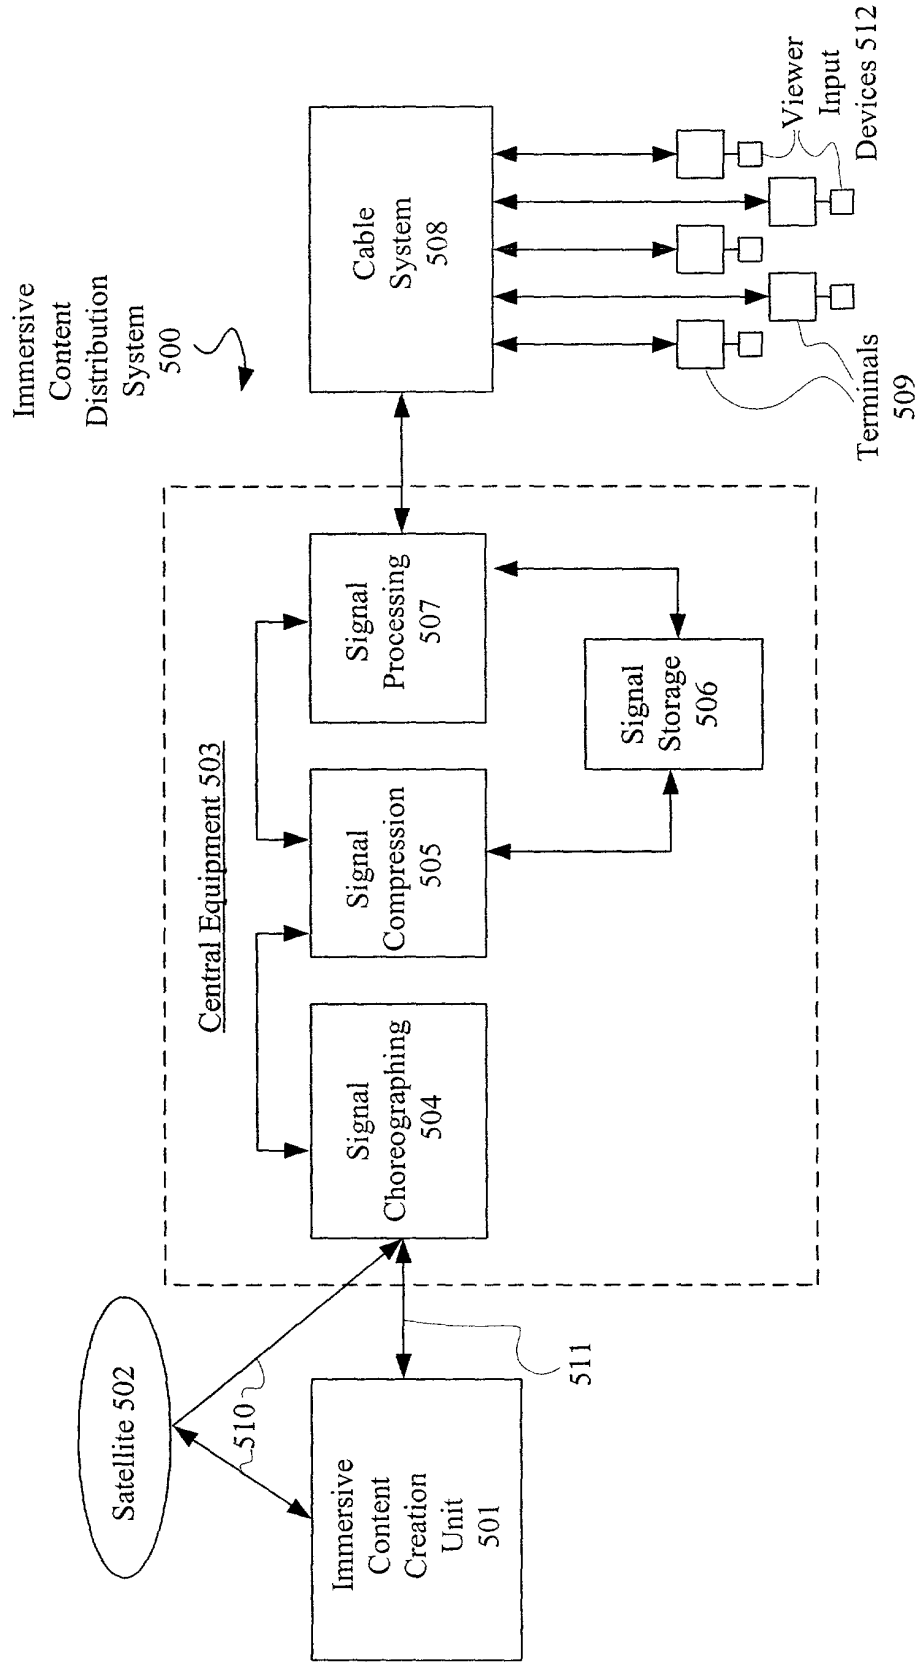 Immersive
Content
Distribution
System
500
Satellite 502
510
511
Immersive
Content
Creation
Unit
501
Central Equipment 503
Signal
Choreographing
504
Signal
Compression
505
Signal
Processing
507
Signal
Storage
506
Cable
System
508
Terminals
509
Viewer
Input
Devices 512